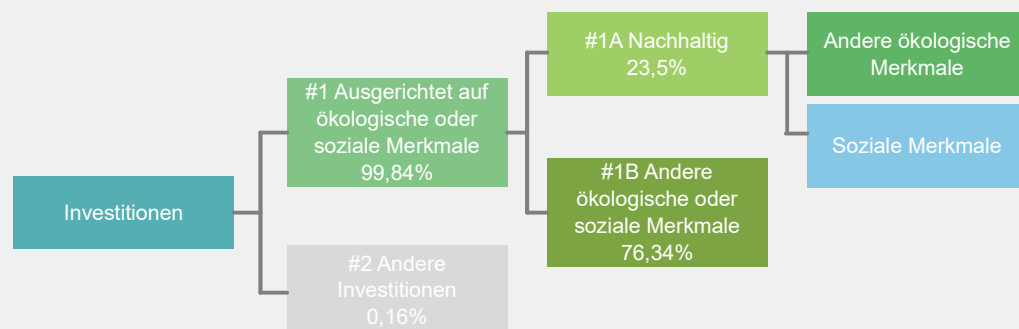 Investitionen
#1 Ausgerichtet auf
ökologische oder
soziale Merkmale
99,84%
#2 Andere
Investitionen
0,16%
#1A Nachhaltig
23,5%
#1B Andere
ökologische oder
soziale Merkmale
76,34%
Andere ökologische
Merkmale
Soziale Merkmale